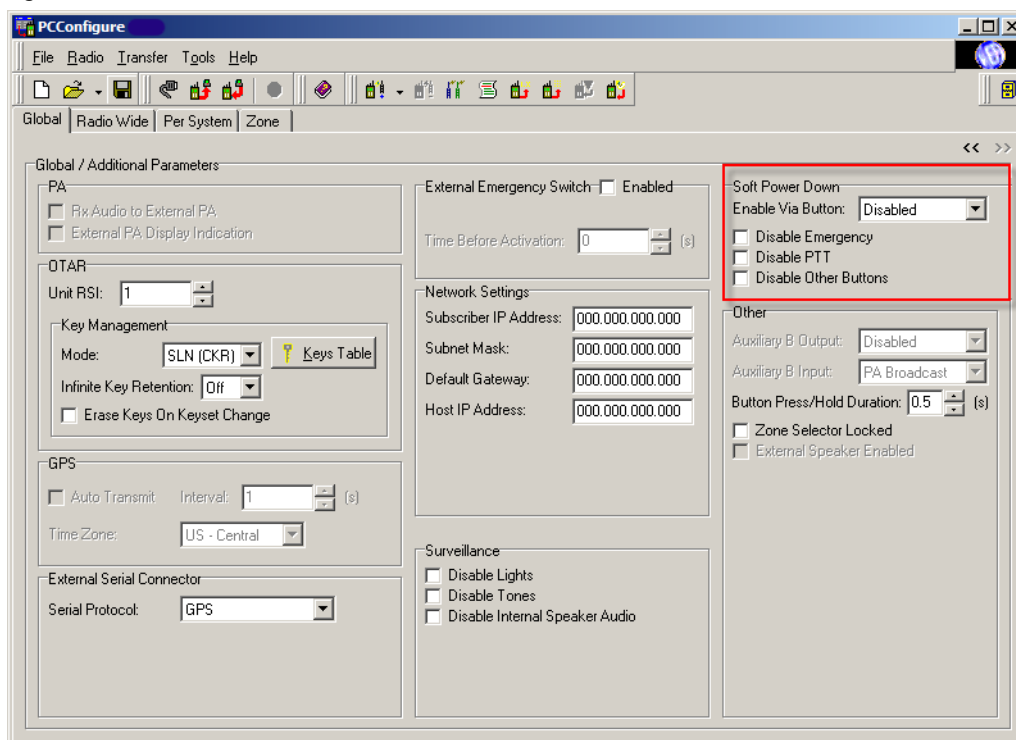 PCConfigure
File Radio Transfer Tools Help
Global Radio Wide Per System Zone
<< >>
Global / Additional Parameters
PA
Rx Audio to External PA
External PA Display Indication
OTAR
Unit RSI: 1
Key Management
Mode: SLN (CKR) Keys Table
Infinite Key Retention: Off
Erase Keys On Keyset Change
GPS
Auto Transmit Interval: 1 (s)
Time Zone: US - Central
External Serial Connector
Serial Protocol: GPS
External Emergency Switch Enabled
Time Before Activation: 0 (s)
Network Settings
Subscriber IP Address: 000.000.000.000
Subnet Mask: 000.000.000.000
Default Gateway: 000.000.000.000
Host IP Address: 000.000.000.000
Surveillance
Disable Lights
Disable Tones
Disable Internal Speaker Audio
Soft Power Down
Enable Via Button: Disabled
Disable Emergency
Disable PTT
Disable Other Buttons
Other
Auxiliary B Output: Disabled
Auxiliary B Input: PA Broadcast
Button Press/Hold Duration: 0.5 (s)
Zone Selector Locked
External Speaker Enabled